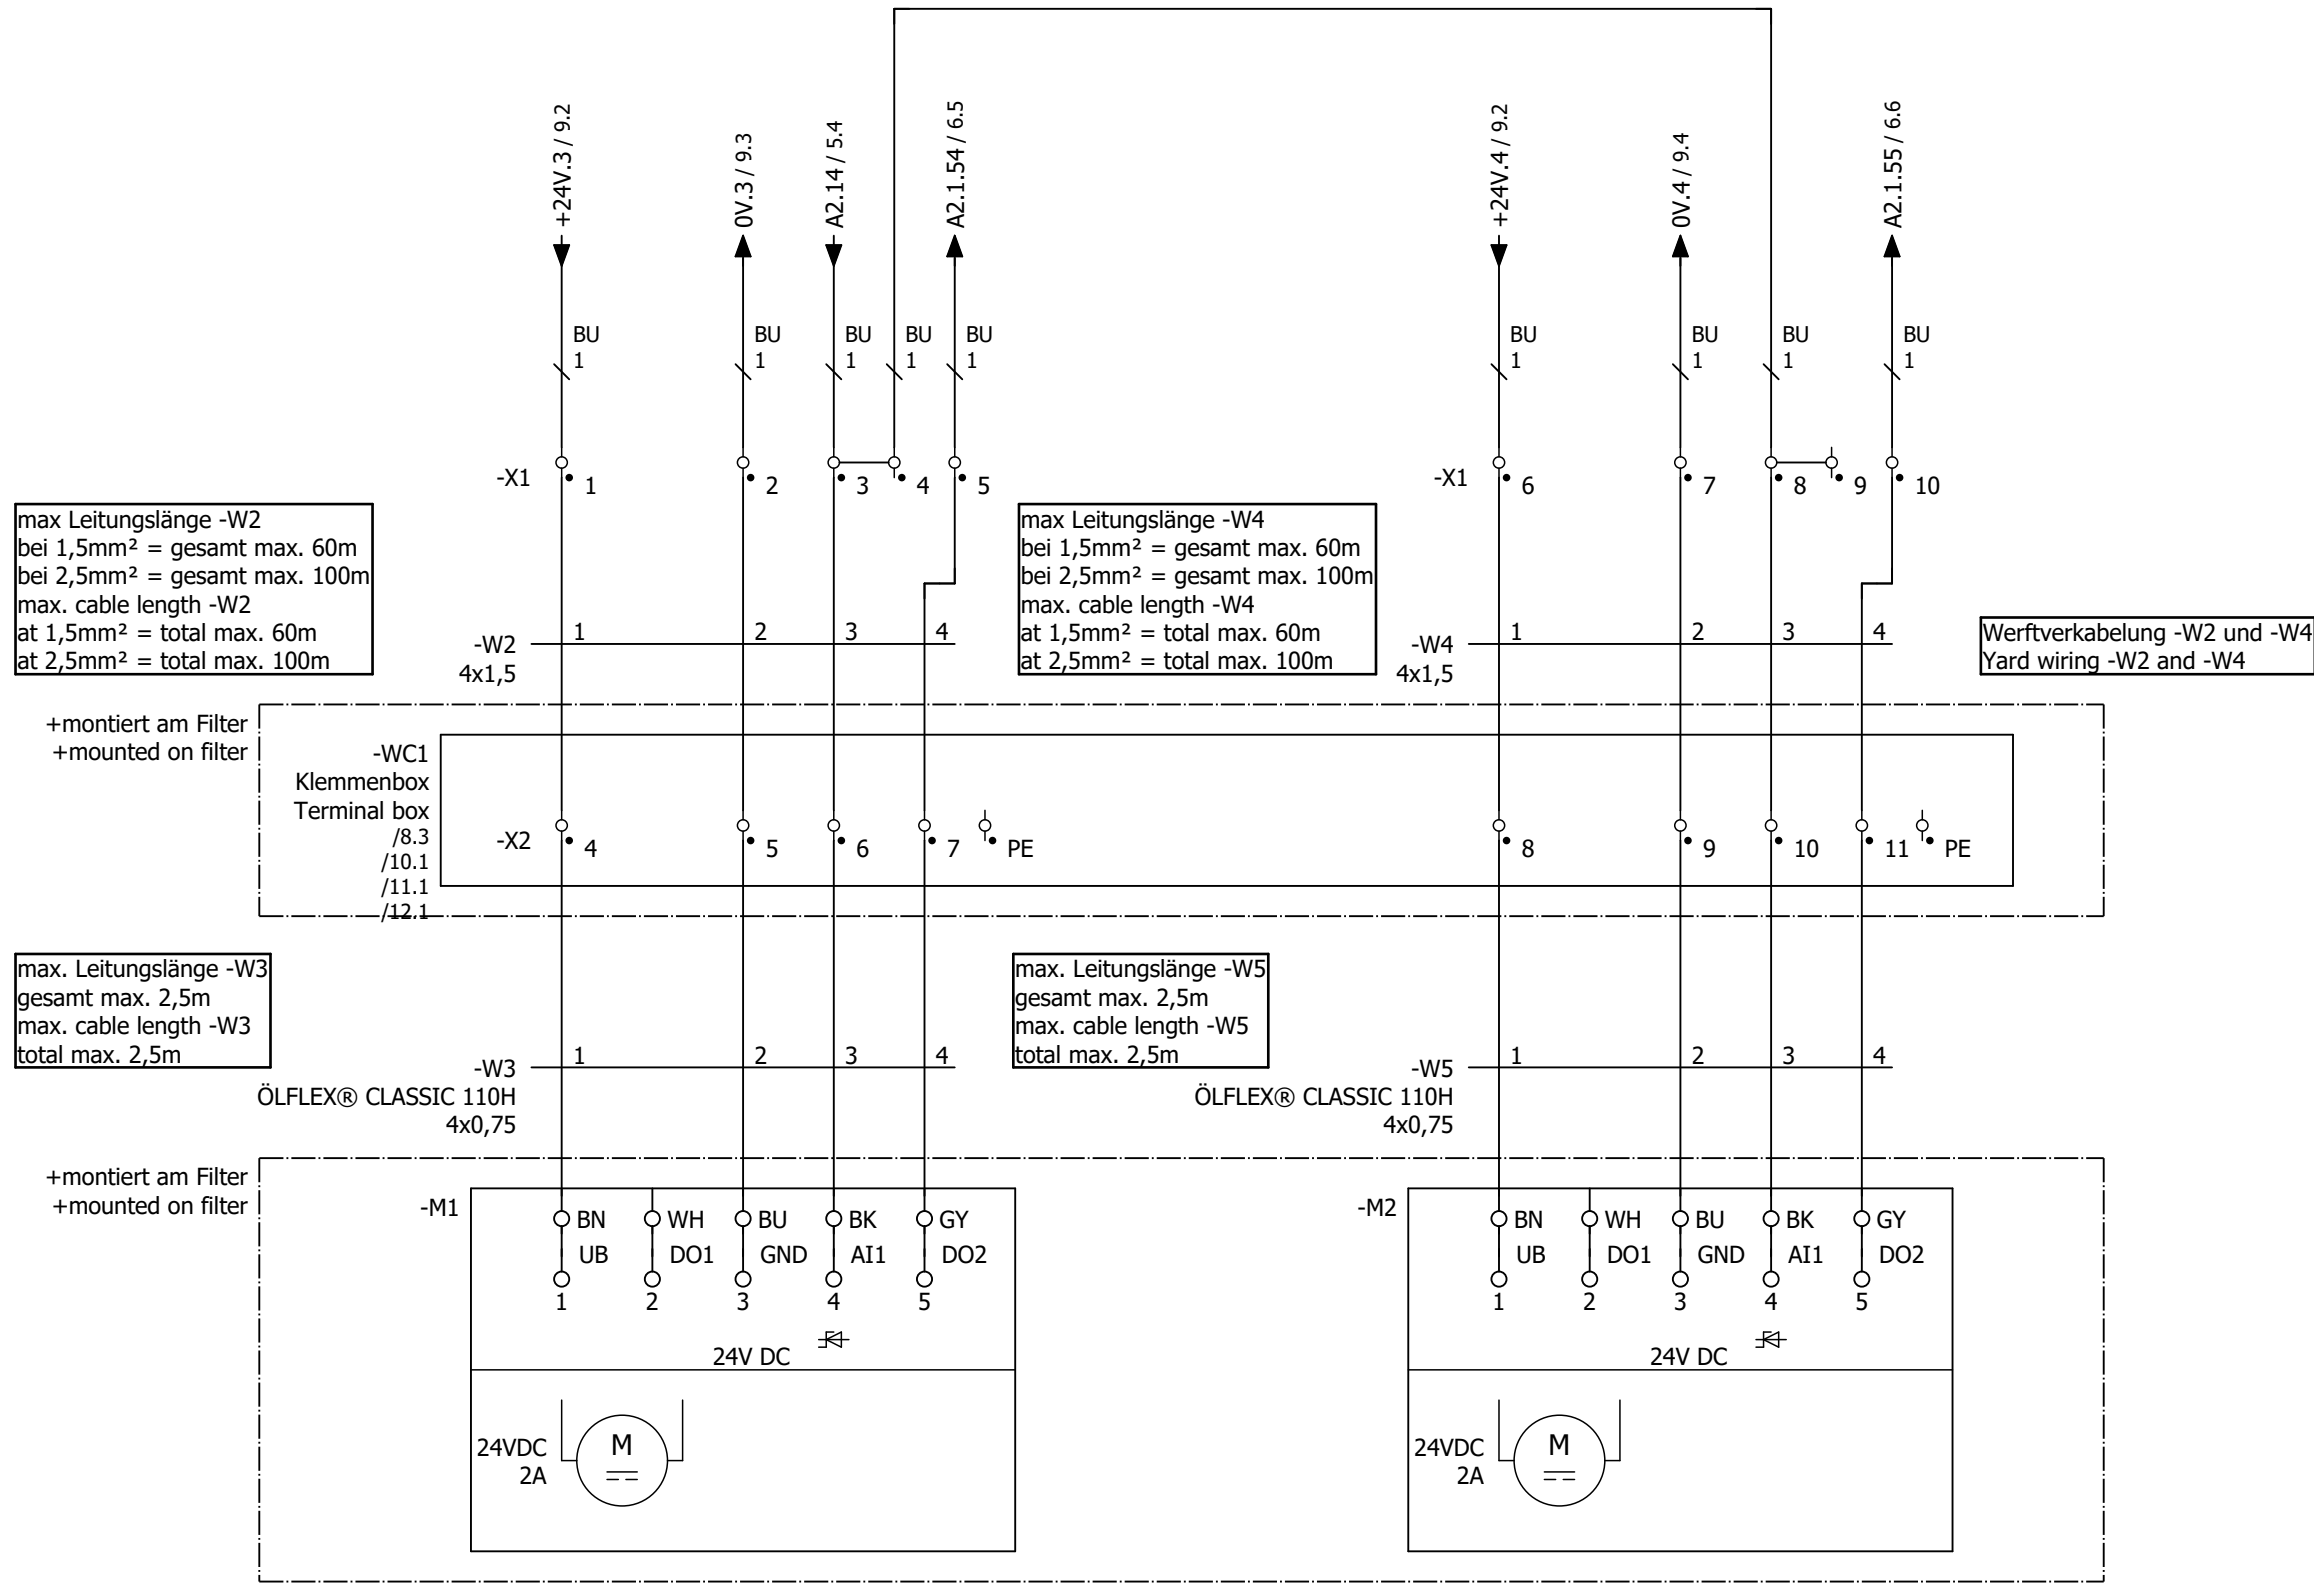 +24V.3 / 9.2
0V.3 / 9.3
A2.14 / 5.4
A2.1.54 / 6.5
+24V.4 / 9.2
0V.4 / 9.4
A2.1.55 / 6.6
BU BU BU BU BU BU BU BU BU
1 1 1 1 1 1 1 1 1
-X1 1 2 3 4 5
-X1 6 7 8 9 10
max Leitungslänge -W2
bei 1,5mm² = gesamt max. 60m
bei 2,5mm² = gesamt max. 100m
max. cable length -W2
at 1,5mm² = total max. 60m
at 2,5mm² = total max. 100m
-W2 1 2 3 4
4x1,5
max Leitungslänge -W4
bei 1,5mm² = gesamt max. 60m
bei 2,5mm² = gesamt max. 100m
max. cable length -W4
at 1,5mm² = total max. 60m
at 2,5mm² = total max. 100m
-W4 1 2 3 4
4x1,5
Werftverkabelung -W2 und -W4
Yard wiring -W2 and -W4
+montiert am Filter
+mounted on filter
-WC1
Klemmenbox
Terminal box
/8.3
/10.1
/11.1
/12.1
-X2 4 5 6 7 PE 8 9 10 11 PE
max. Leitungslänge -W3
gesamt max. 2,5m
max. cable length -W3
total max. 2,5m
-W3 1 2 3 4
ÖLFLEX® CLASSIC 110H
4x0,75
max. Leitungslänge -W5
gesamt max. 2,5m
max. cable length -W5
total max. 2,5m
-W5 1 2 3 4
ÖLFLEX® CLASSIC 110H
4x0,75
+montiert am Filter
+mounted on filter
-M1
BN WH BU BK GY
UB DO1 GND AI1 DO2
1 2 3 4 5
24V DC
24VDC
2A
M
-M2
BN WH BU BK GY
UB DO1 GND AI1 DO2
1 2 3 4 5
24V DC
24VDC
2A
M